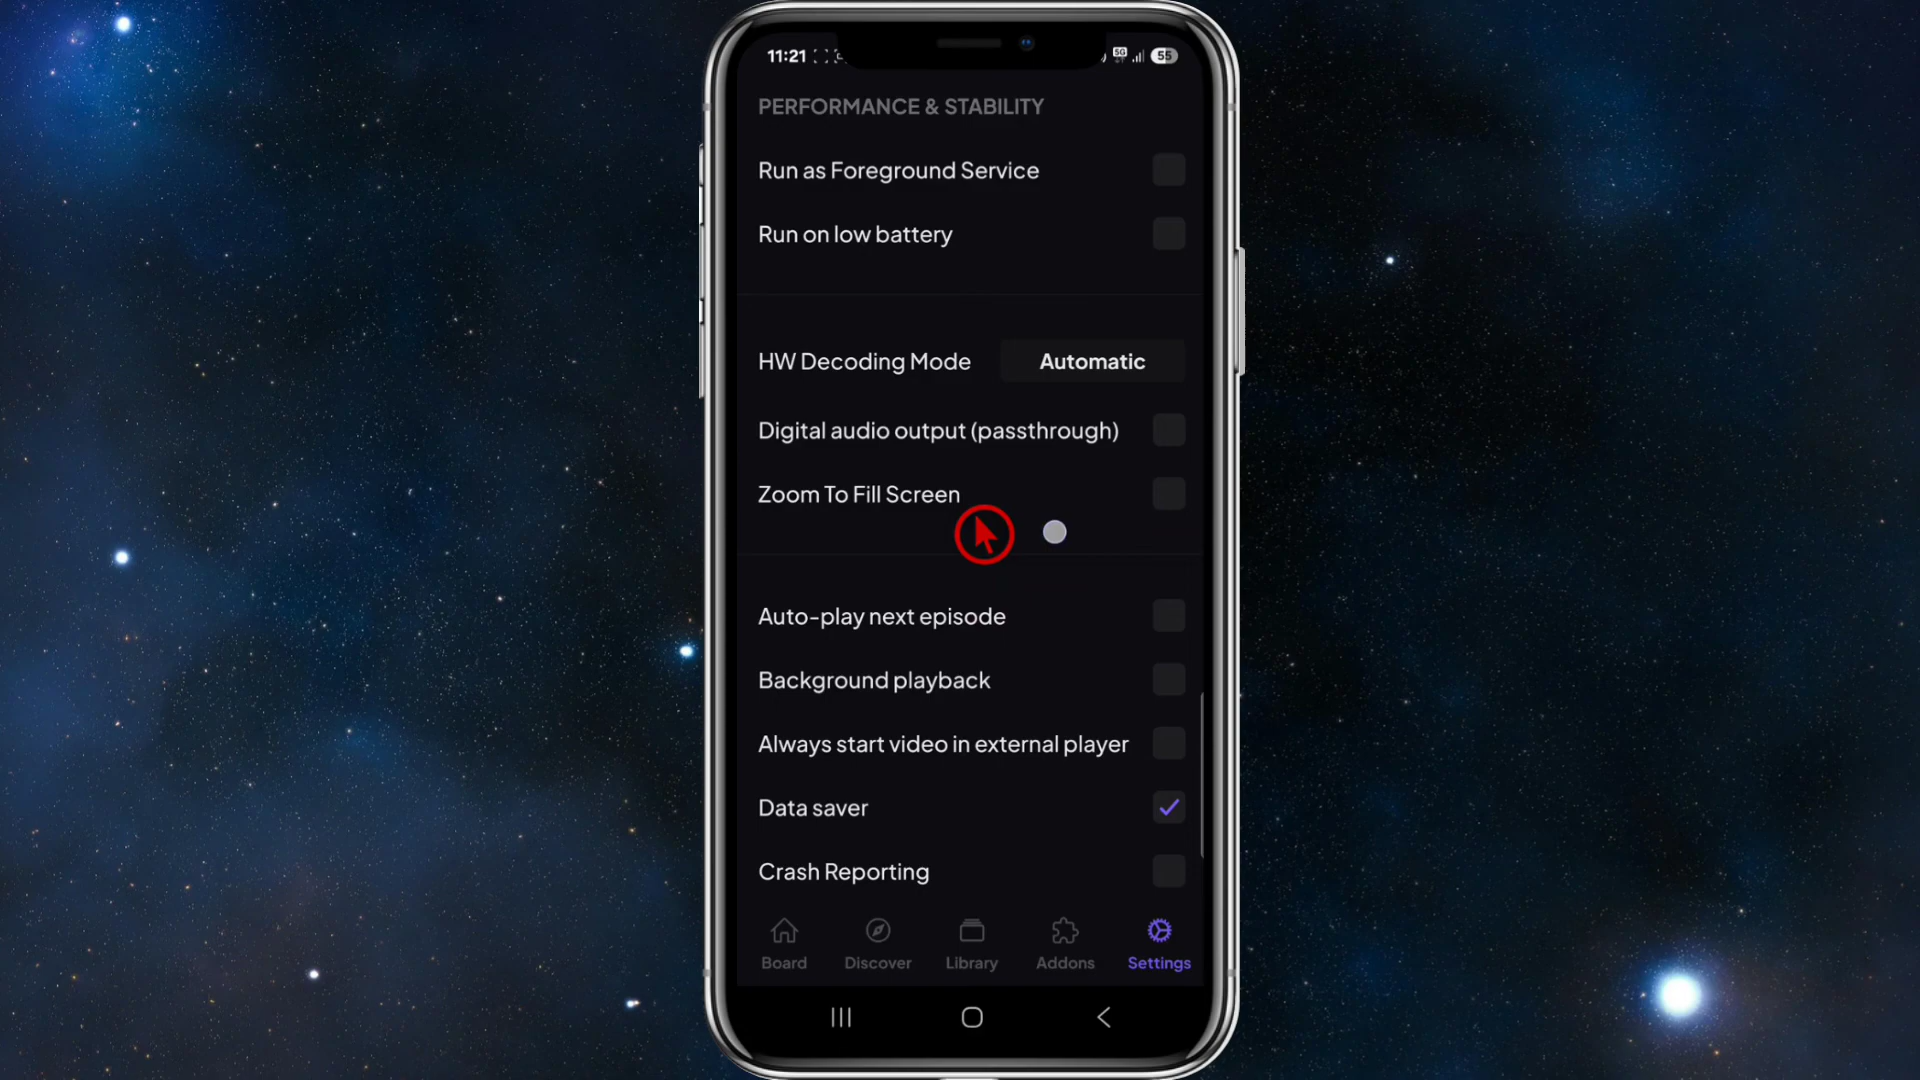 11:21
5G
55
PERFORMANCE & STABILITY
Run as Foreground Service
Run on low battery
HW Decoding Mode
Automatic
Digital audio output (passthrough)
Zoom To Fill Screen
Auto-play next episode
Background playback
Always start video in external player
Data saver
Crash Reporting
Board
Discover
Library
Addons
Settings